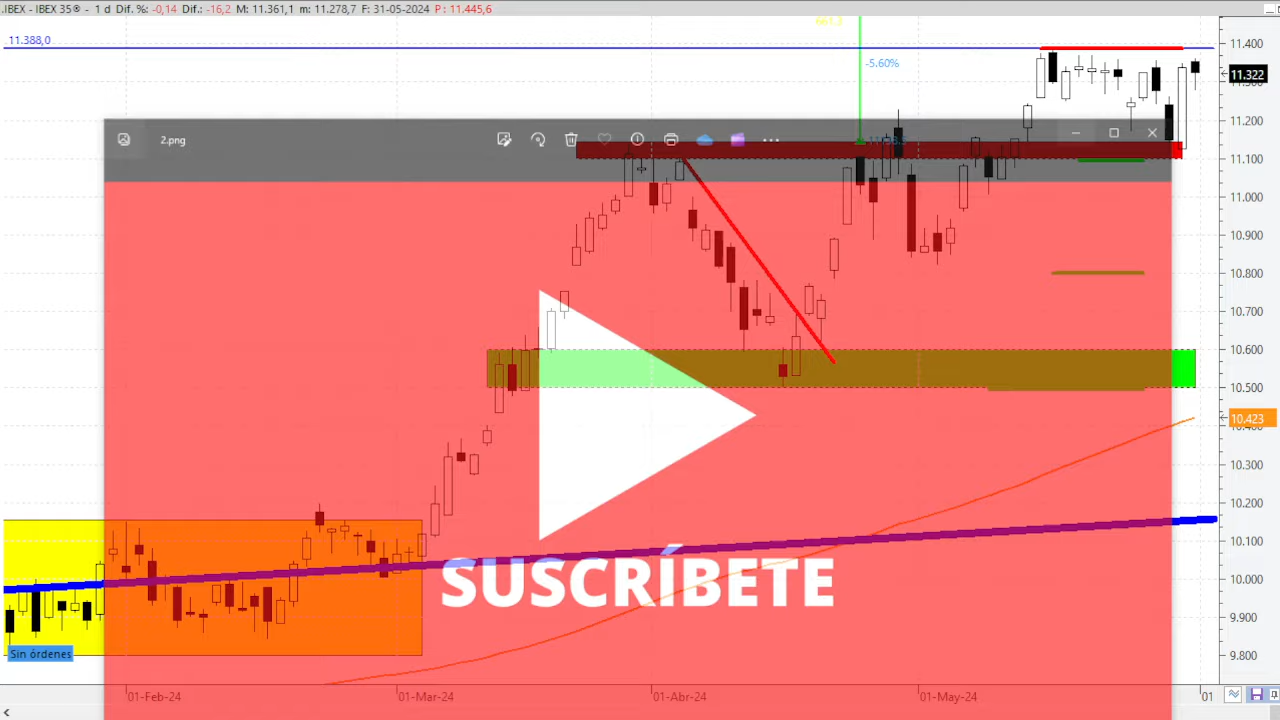 .IBEX - IBEX 35® - 1 d Dif. %: -0,14 Dif.: -16,2 M: 11.361,1 m: 11.278,7 F: 31-05-2024 P: 11.445,6
11.388,0
661.2
-5.60%
2.png
SUSCRÍBETE
Sin órdenes
11.400
11.322
11.200
11.100
11.000
10.900
10.800
10.700
10.600
10.500
10.423
10.300
10.200
10.100
10.000
9.900
9.800
01-Feb-24
01-Mar-24
01-Abr-24
01-May-24
01